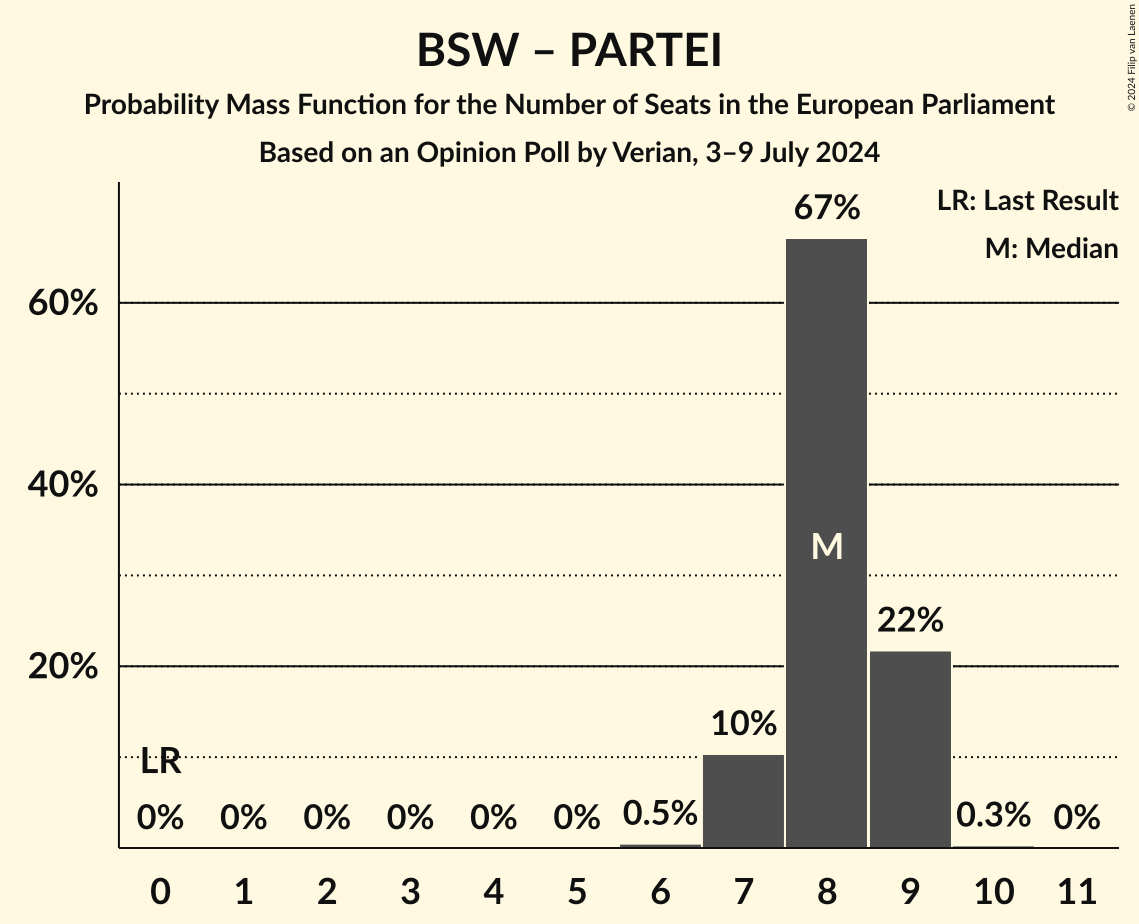 BSW – PARTEI
Probability Mass Function for the Number of Seats in the European Parliament
Based on an Opinion Poll by Verian, 3–9 July 2024
© 2024 Filip van Laenen
LR: Last Result
M: Median
67%
60%
40%
M
22%
20%
10%
LR
0% 0% 0% 0% 0% 0% 0.5% 0.3% 0%
0 1 2 3 4 5 6 7 8 9 10 11